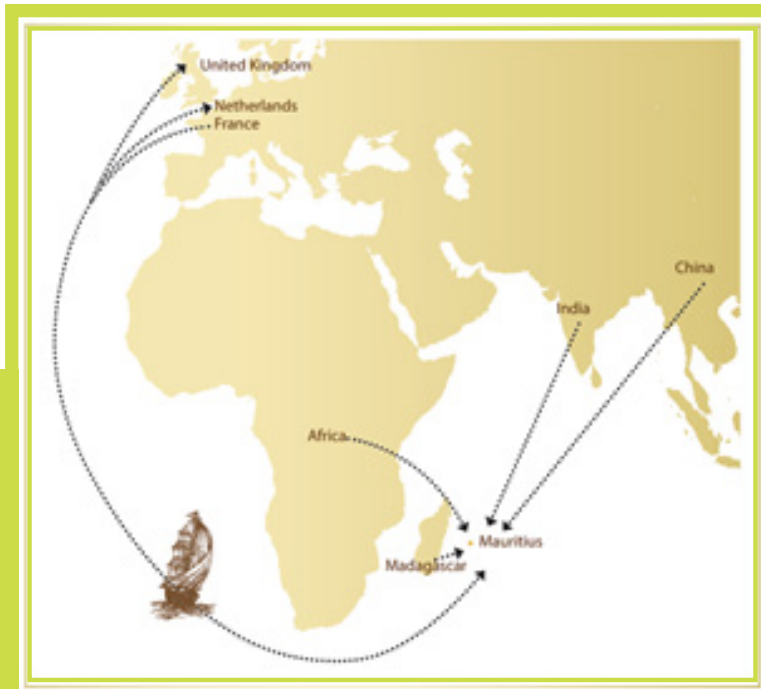 United Kingdom
Netherlands
France
China
India
Africa
Mauritius
Madagascar